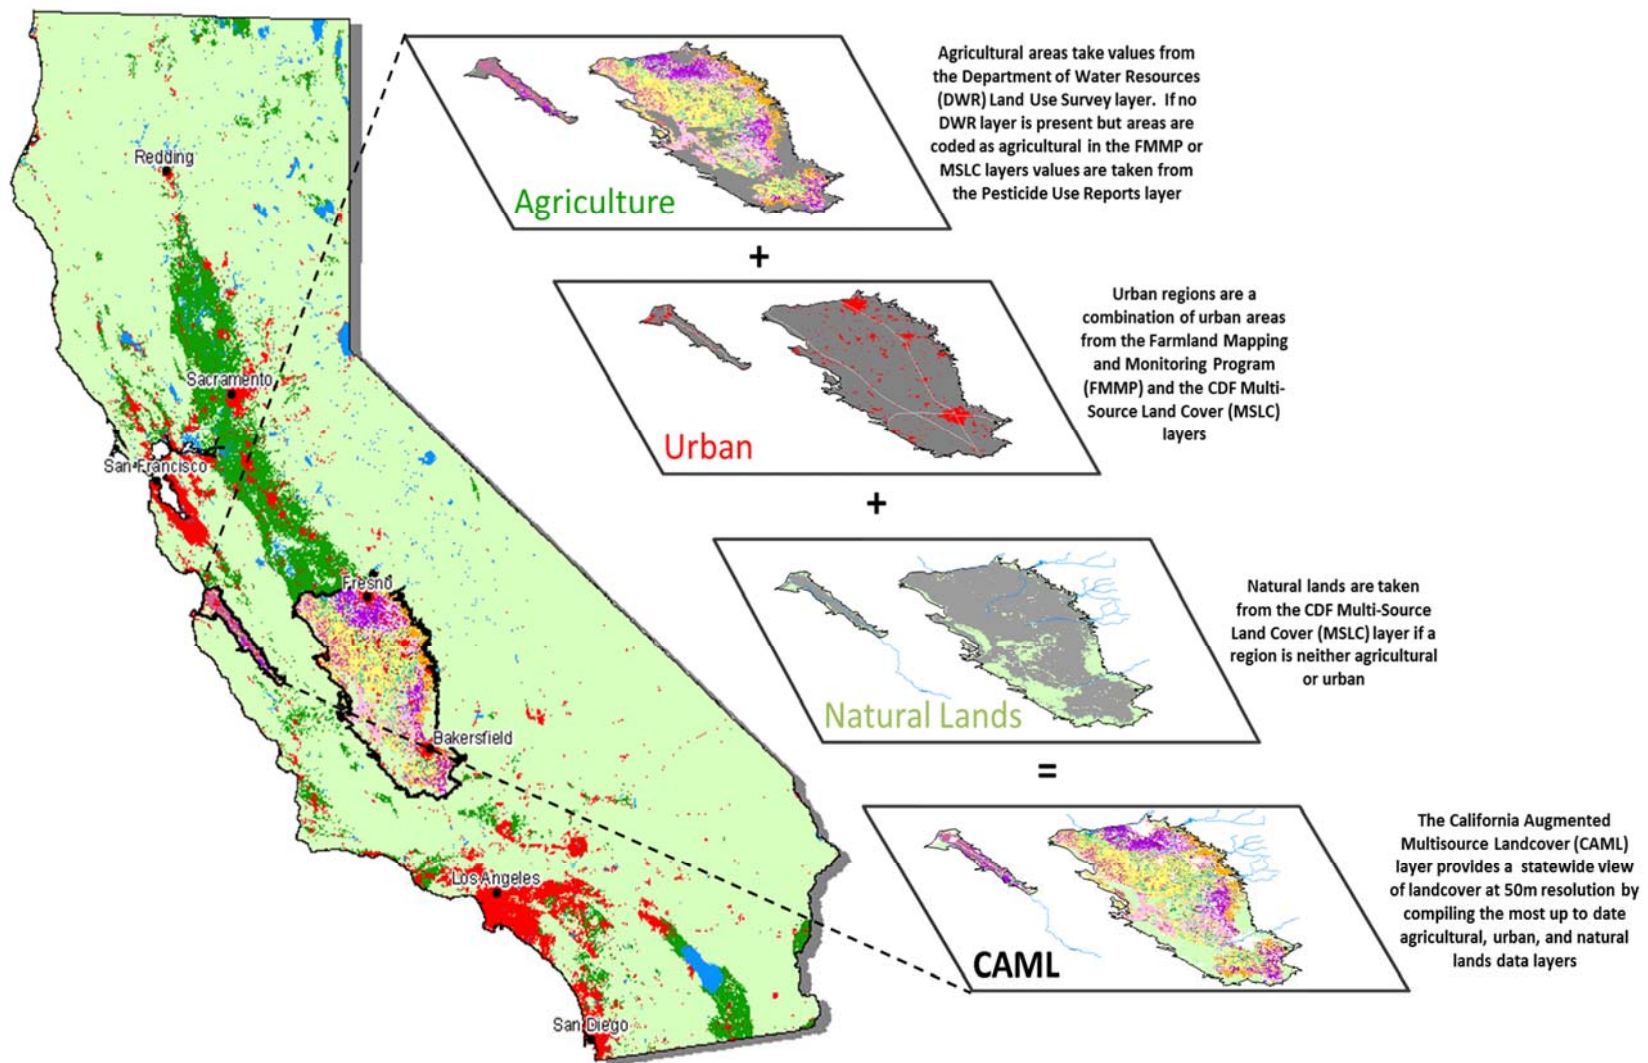 Redding
Sacramento
San Francisco
Fresno
Bakersfield
Los Angeles
San Diego
Agriculture
Agricultural areas take values from
the Department of Water Resources
(DWR) Land Use Survey layer. If no
DWR layer is present but areas are
coded as agricultural in the FMMP or
MSLC layers values are taken from
the Pesticide Use Reports layer
+
Urban
Urban regions are a
combination of urban areas
from the Farmland Mapping
and Monitoring Program
(FMMP) and the CDF Multi-
Source Land Cover (MSLC)
layers
+
Natural Lands
Natural lands are taken
from the CDF Multi-Source
Land Cover (MSLC) layer if a
region is neither agricultural
or urban
=
CAML
The California Augmented
Multisource Landcover (CAML)
layer provides a statewide view
of landcover at 50m resolution by
compiling the most up to date
agricultural, urban, and natural
lands data layers